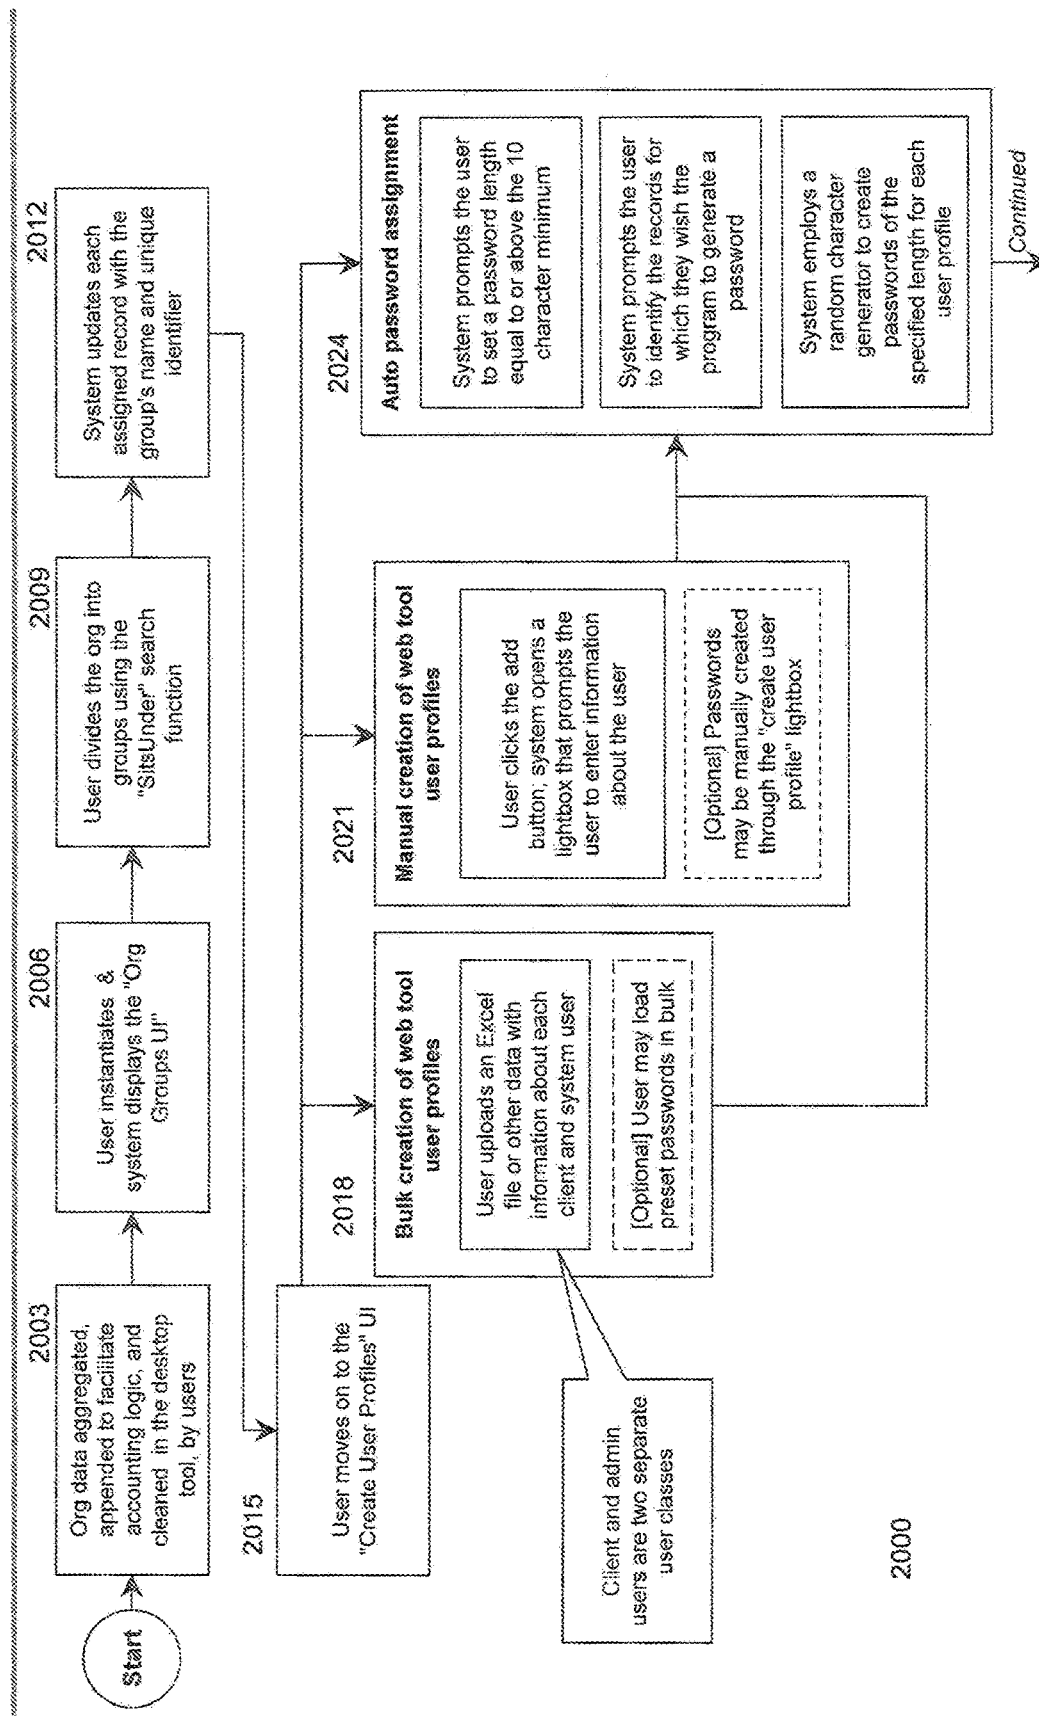 Start
2003
Org data aggregated,
appended to facilitate
accounting logic, and
cleaned in the desktop
tool, by users
2006
User instantiates &
system displays the "Org
Groups UI"
2009
User divides the org into
groups using the
"SitsUnder" search
function
2012
System updates each
assigned record with the
group's name and unique
identifier
2015
User moves on to the
"Create User Profiles" UI
2018
Bulk creation of web tool
user profiles
User uploads an Excel
file or other data with
information about each
client and system user
[Optional] User may load
preset passwords in bulk
Client and admin
users are two separate
user classes
2021
Manual creation of web tool
user profiles
User clicks the add
button; system opens a
lightbox that prompts the
user to enter information
about the user
[Optional] Passwords
may be manually created
through the "create user
profile" lightbox
2024
Auto password assignment
System prompts the user
to set a password length
equal to or above the 10
character minimum
System prompts the user
to identify the records for
which they wish the
program to generate a
password
System employs a
random character
generator to create
passwords of the
specified length for each
user profile
Continued
2000